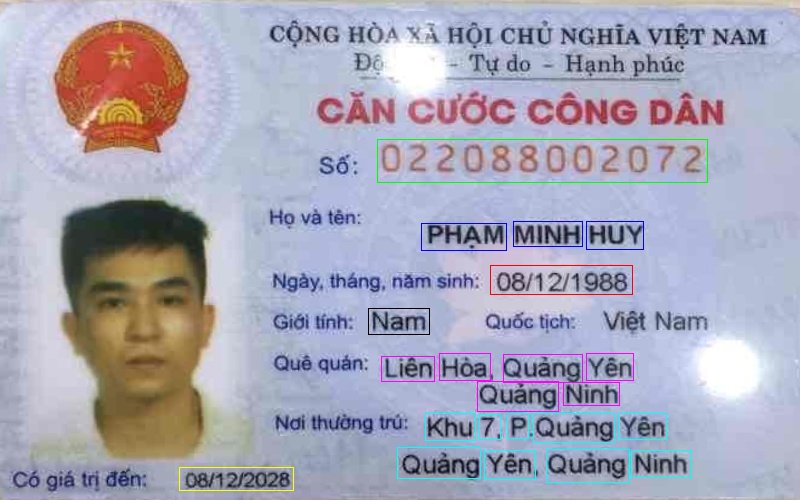 CỘNG HÒA XÃ HỘI CHỦ NGHĨA VIỆT NAM
- Tự do - Hạnh phúc
CĂN CƯỚC CÔNG DÂN
Số: 022088002072
Họ và tên:
PHẠM MINH HUY
Ngày, tháng, năm sinh: 08/12/1988
Giới tính: Nam Quốc tịch: Việt Nam
Quê quán: Liên Hòa, Quảng Yên
Quảng Ninh
Nơi thường trú: Khu 7, P.Quảng Yên
Quảng Yên, Quảng Ninh
Có giá trị đến: 08/12/2028